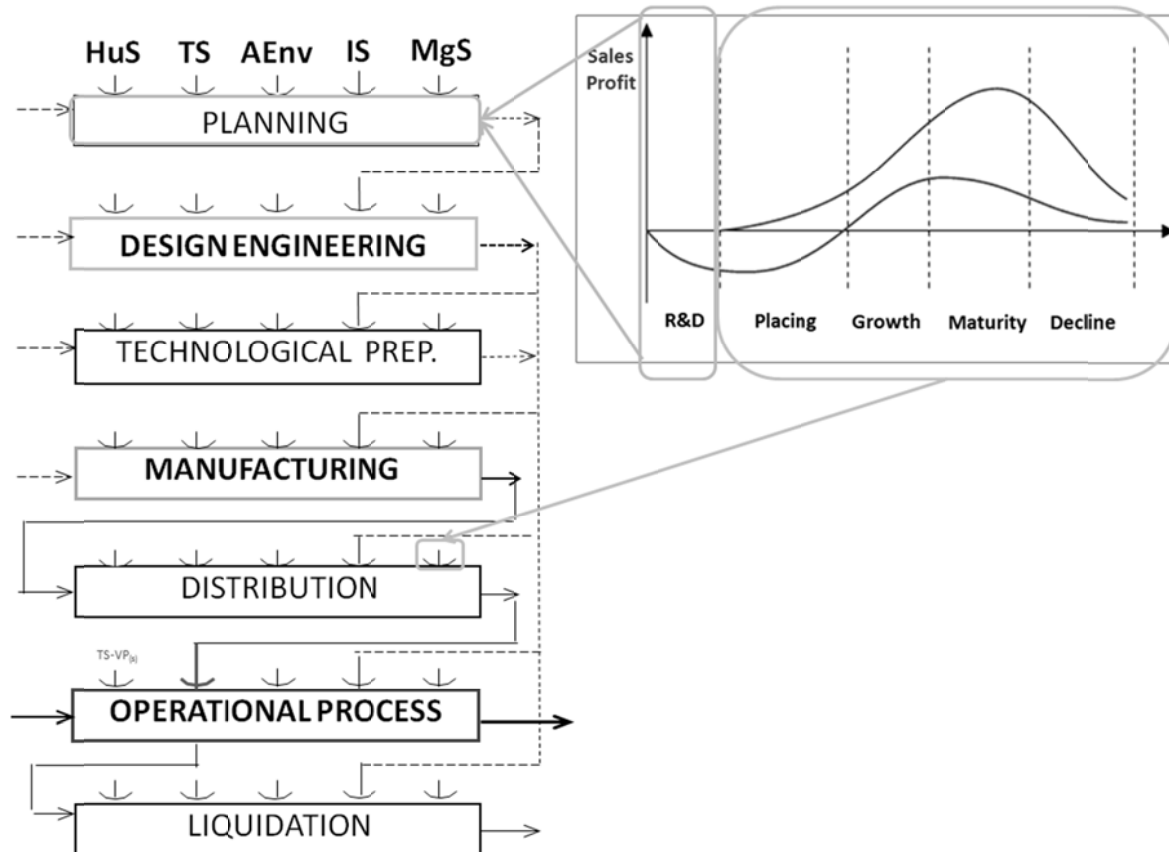 HuS TS AEnv IS MgS
PLANNING
DESIGN ENGINEERING
TECHNOLOGICAL PREP.
MANUFACTURING
DISTRIBUTION
TS-VP(s)
OPERATIONAL PROCESS
LIQUIDATION
Sales
Profit
R&D Placing Growth Maturity Decline